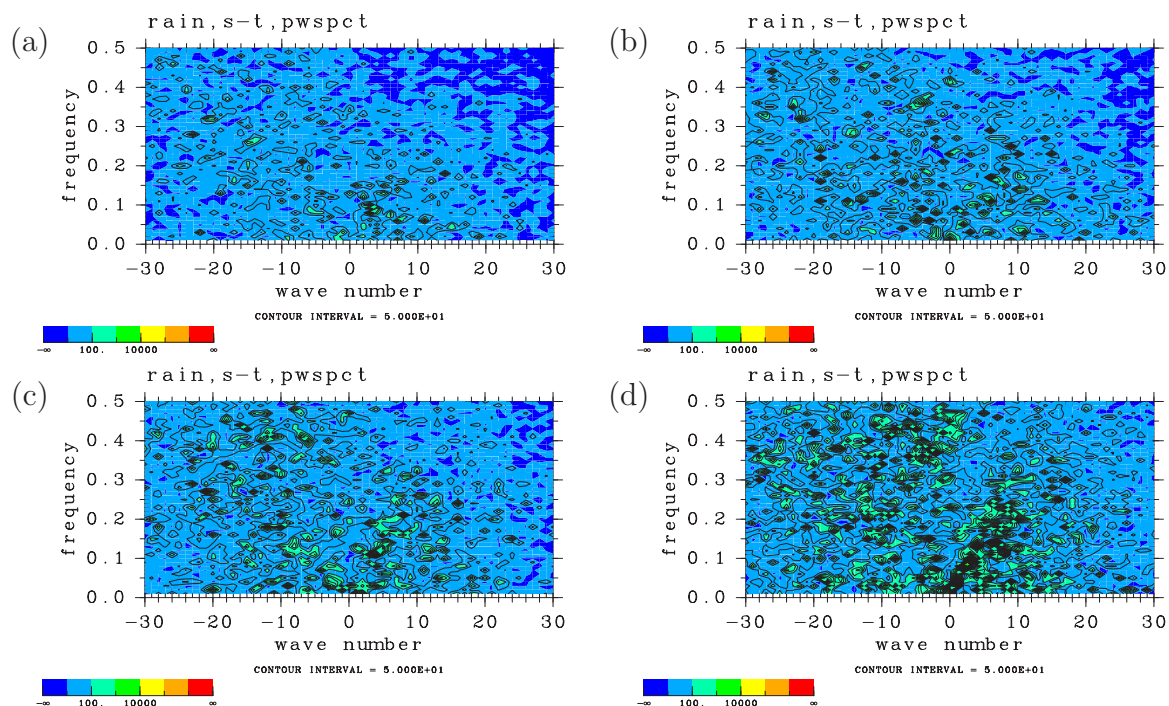 (a)
rain,s-t,pwspct
frequency
0.5
0.4
0.3
0.2
0.1
0.0
-30 -20 -10 0 10 20 30
wave number
CONTOUR INTERVAL = 5.000E+01
-∞ 100. 10000 ∞
(b)
rain,s-t,pwspct
frequency
0.5
0.4
0.3
0.2
0.1
0.0
-30 -20 -10 0 10 20 30
wave number
CONTOUR INTERVAL = 5.000E+01
-∞ 100. 10000 ∞
(c)
rain,s-t,pwspct
frequency
0.5
0.4
0.3
0.2
0.1
0.0
-30 -20 -10 0 10 20 30
wave number
CONTOUR INTERVAL = 5.000E+01
-∞ 100. 10000 ∞
(d)
rain,s-t,pwspct
frequency
0.5
0.4
0.3
0.2
0.1
0.0
-30 -20 -10 0 10 20 30
wave number
CONTOUR INTERVAL = 5.000E+01
-∞ 100. 10000 ∞